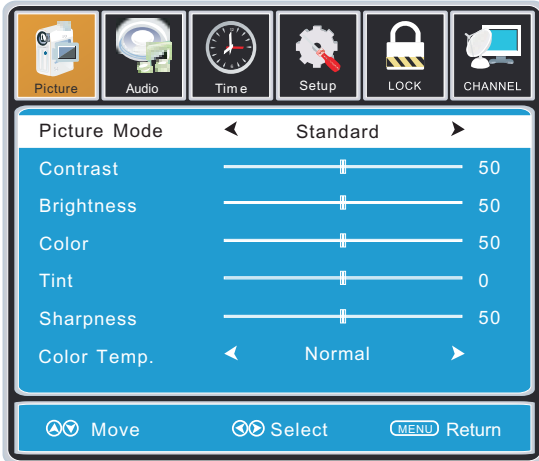 Picture Audio Time Setup LOCK CHANNEL
Picture Mode Standard
Contrast 50
Brightness 50
Color 50
Tint 0
Sharpness 50
Color Temp. Normal
Move Select MENU Return